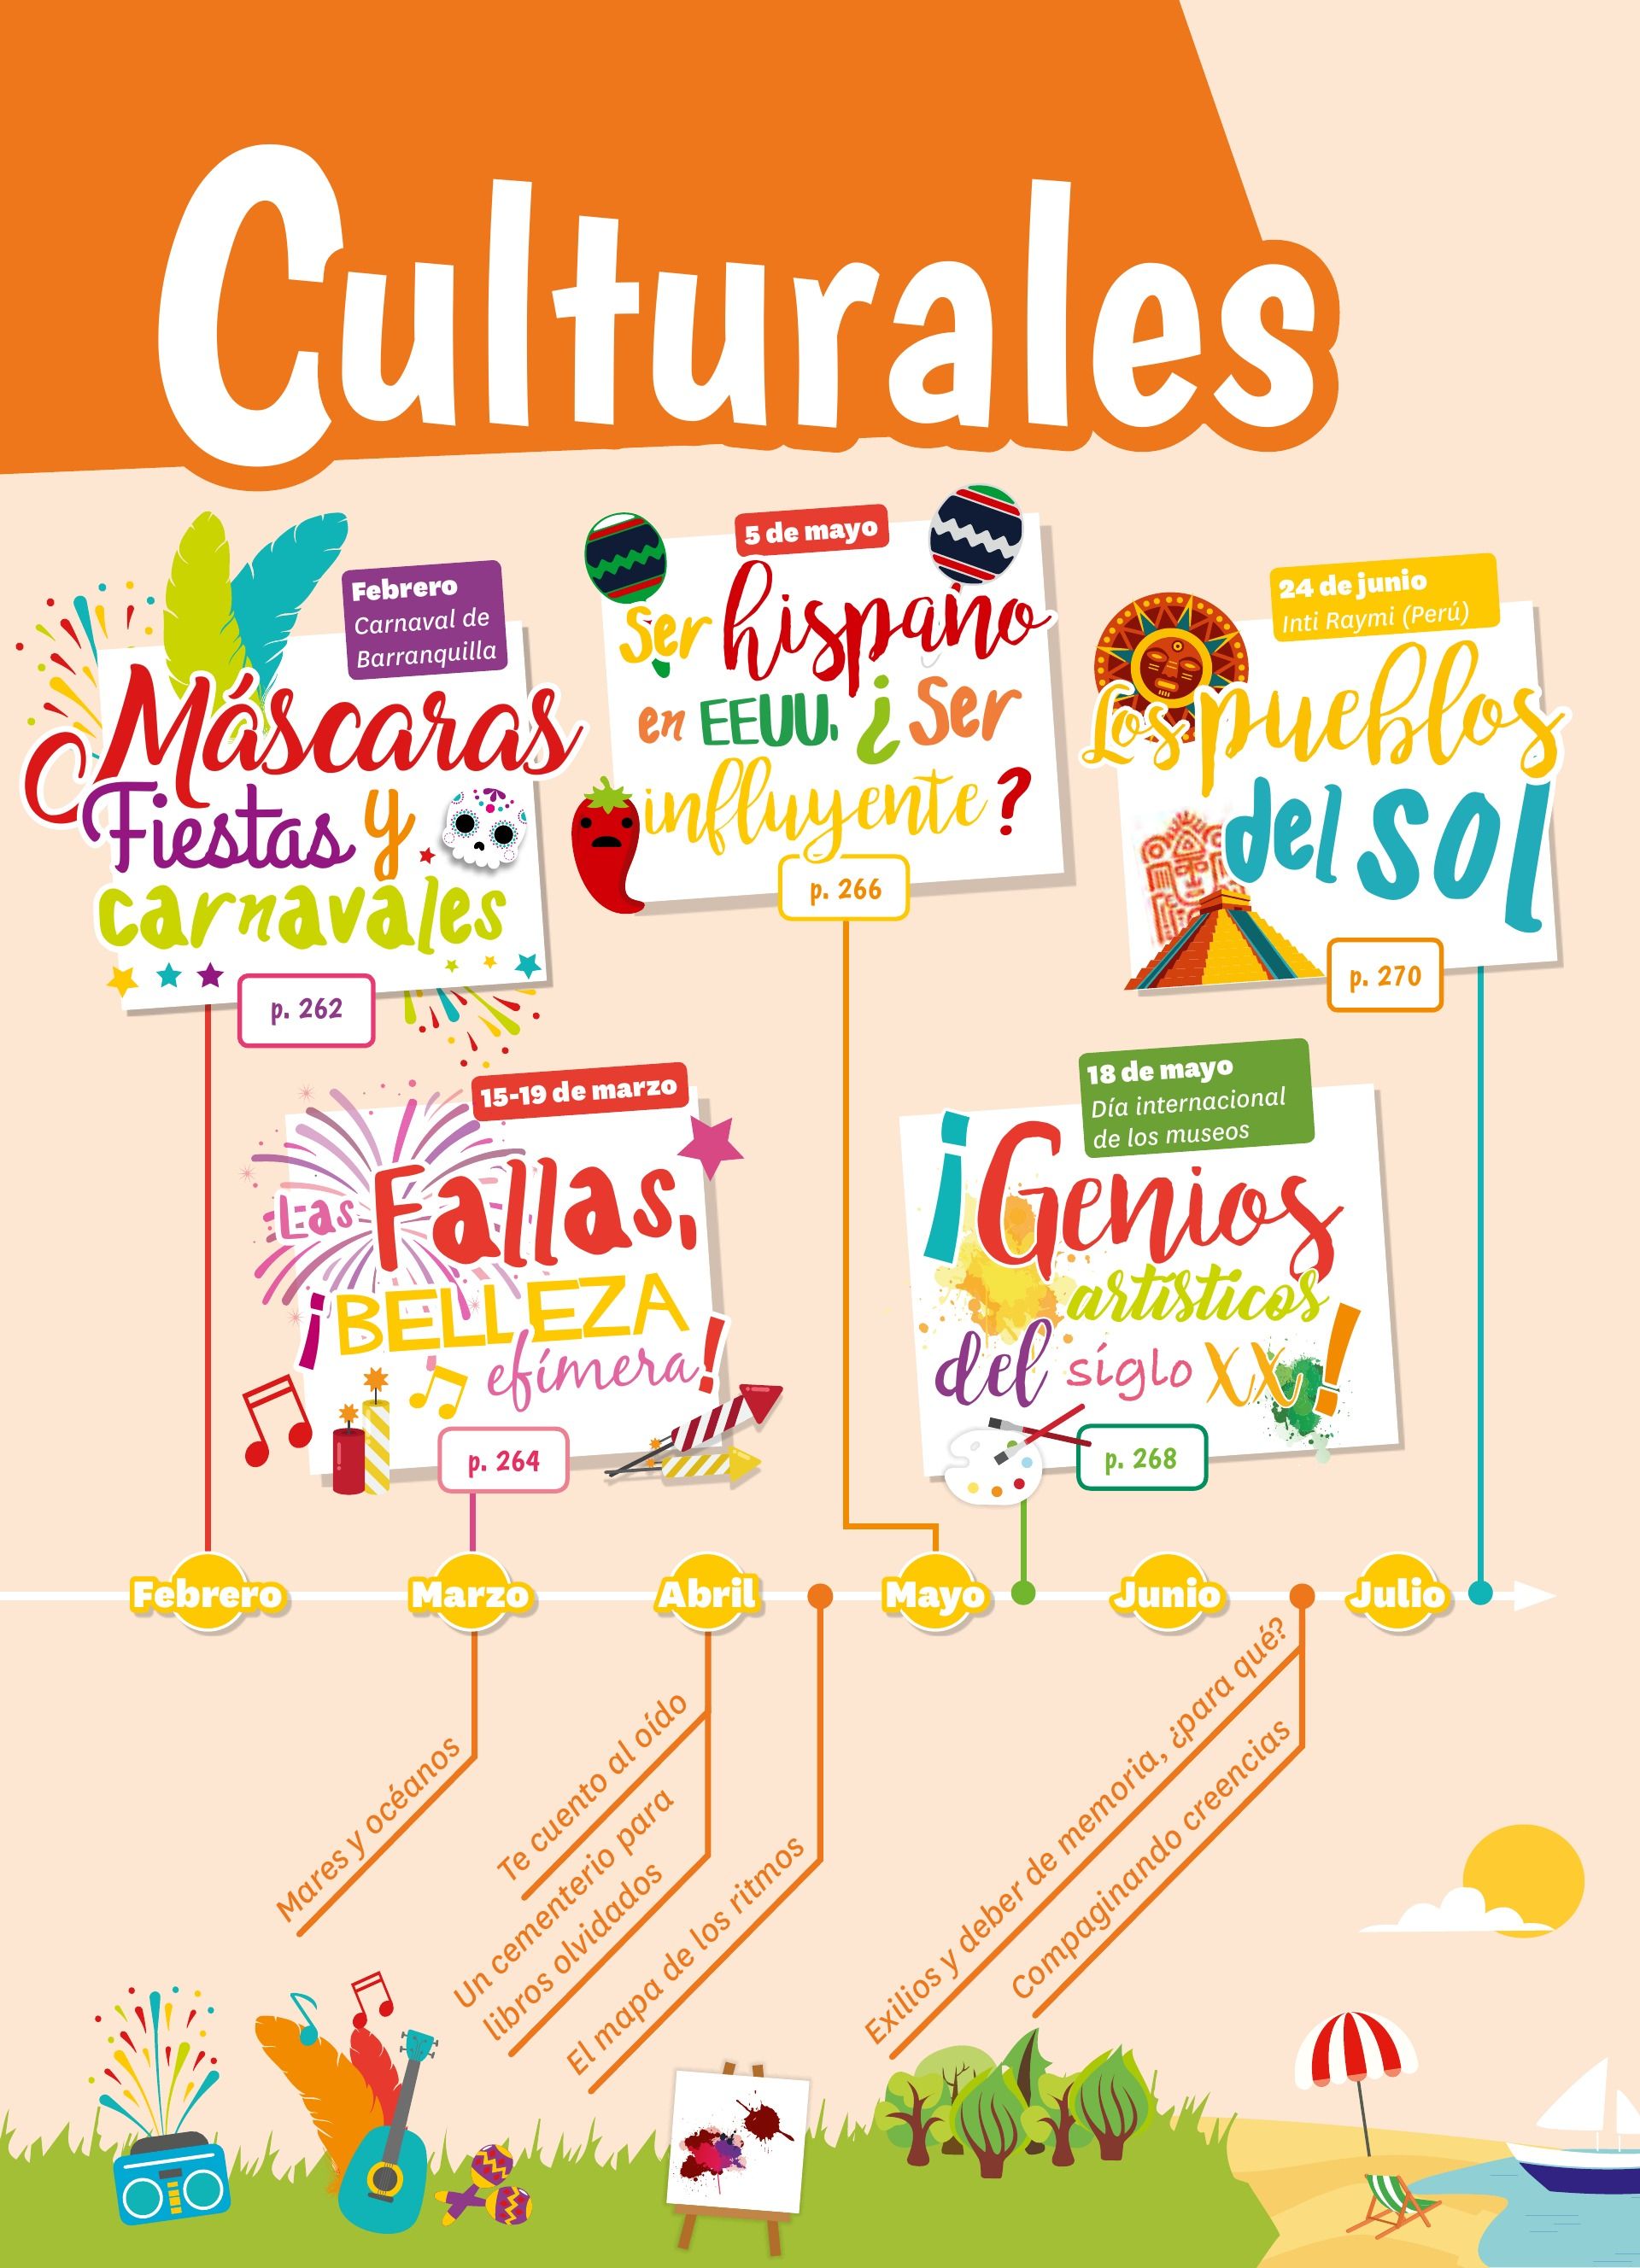 Culturales
Febrero
Carnaval de
Barranquilla
Máscaras
Fiestas y
carnavales
p. 262
5 de mayo
Ser hispano
en EEUU, ¿Ser
influyente?
p. 266
24 de junio
Inti Raymi (Perú)
Los pueblos
del sol
p. 270
15-19 de marzo
Las Fallas,
¡BELLEZA
efímera!
p. 264
18 de mayo
Día internacional
de los museos
¡Genios
artísticos
del siglo XX!
p. 268
Febrero
Marzo
Abril
Mayo
Junio
Julio
Mares y océanos
Te cuento al oído
Un cementerio para
libros olvidados
El mapa de los ritmos
Exilios y deber de memoria, ¿para qué?
Compaginando creencias